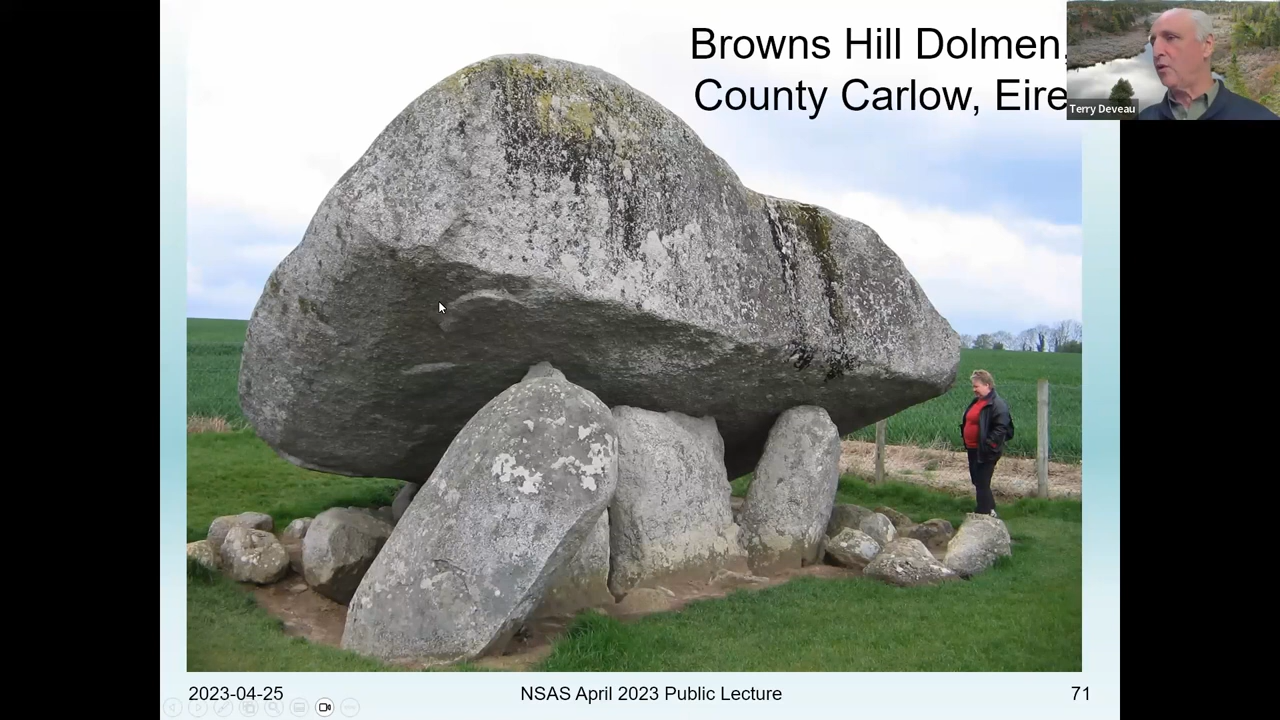 Browns Hill Dolmen,
County Carlow, Eire
Terry Deveau
2023-04-25
NSAS April 2023 Public Lecture
71